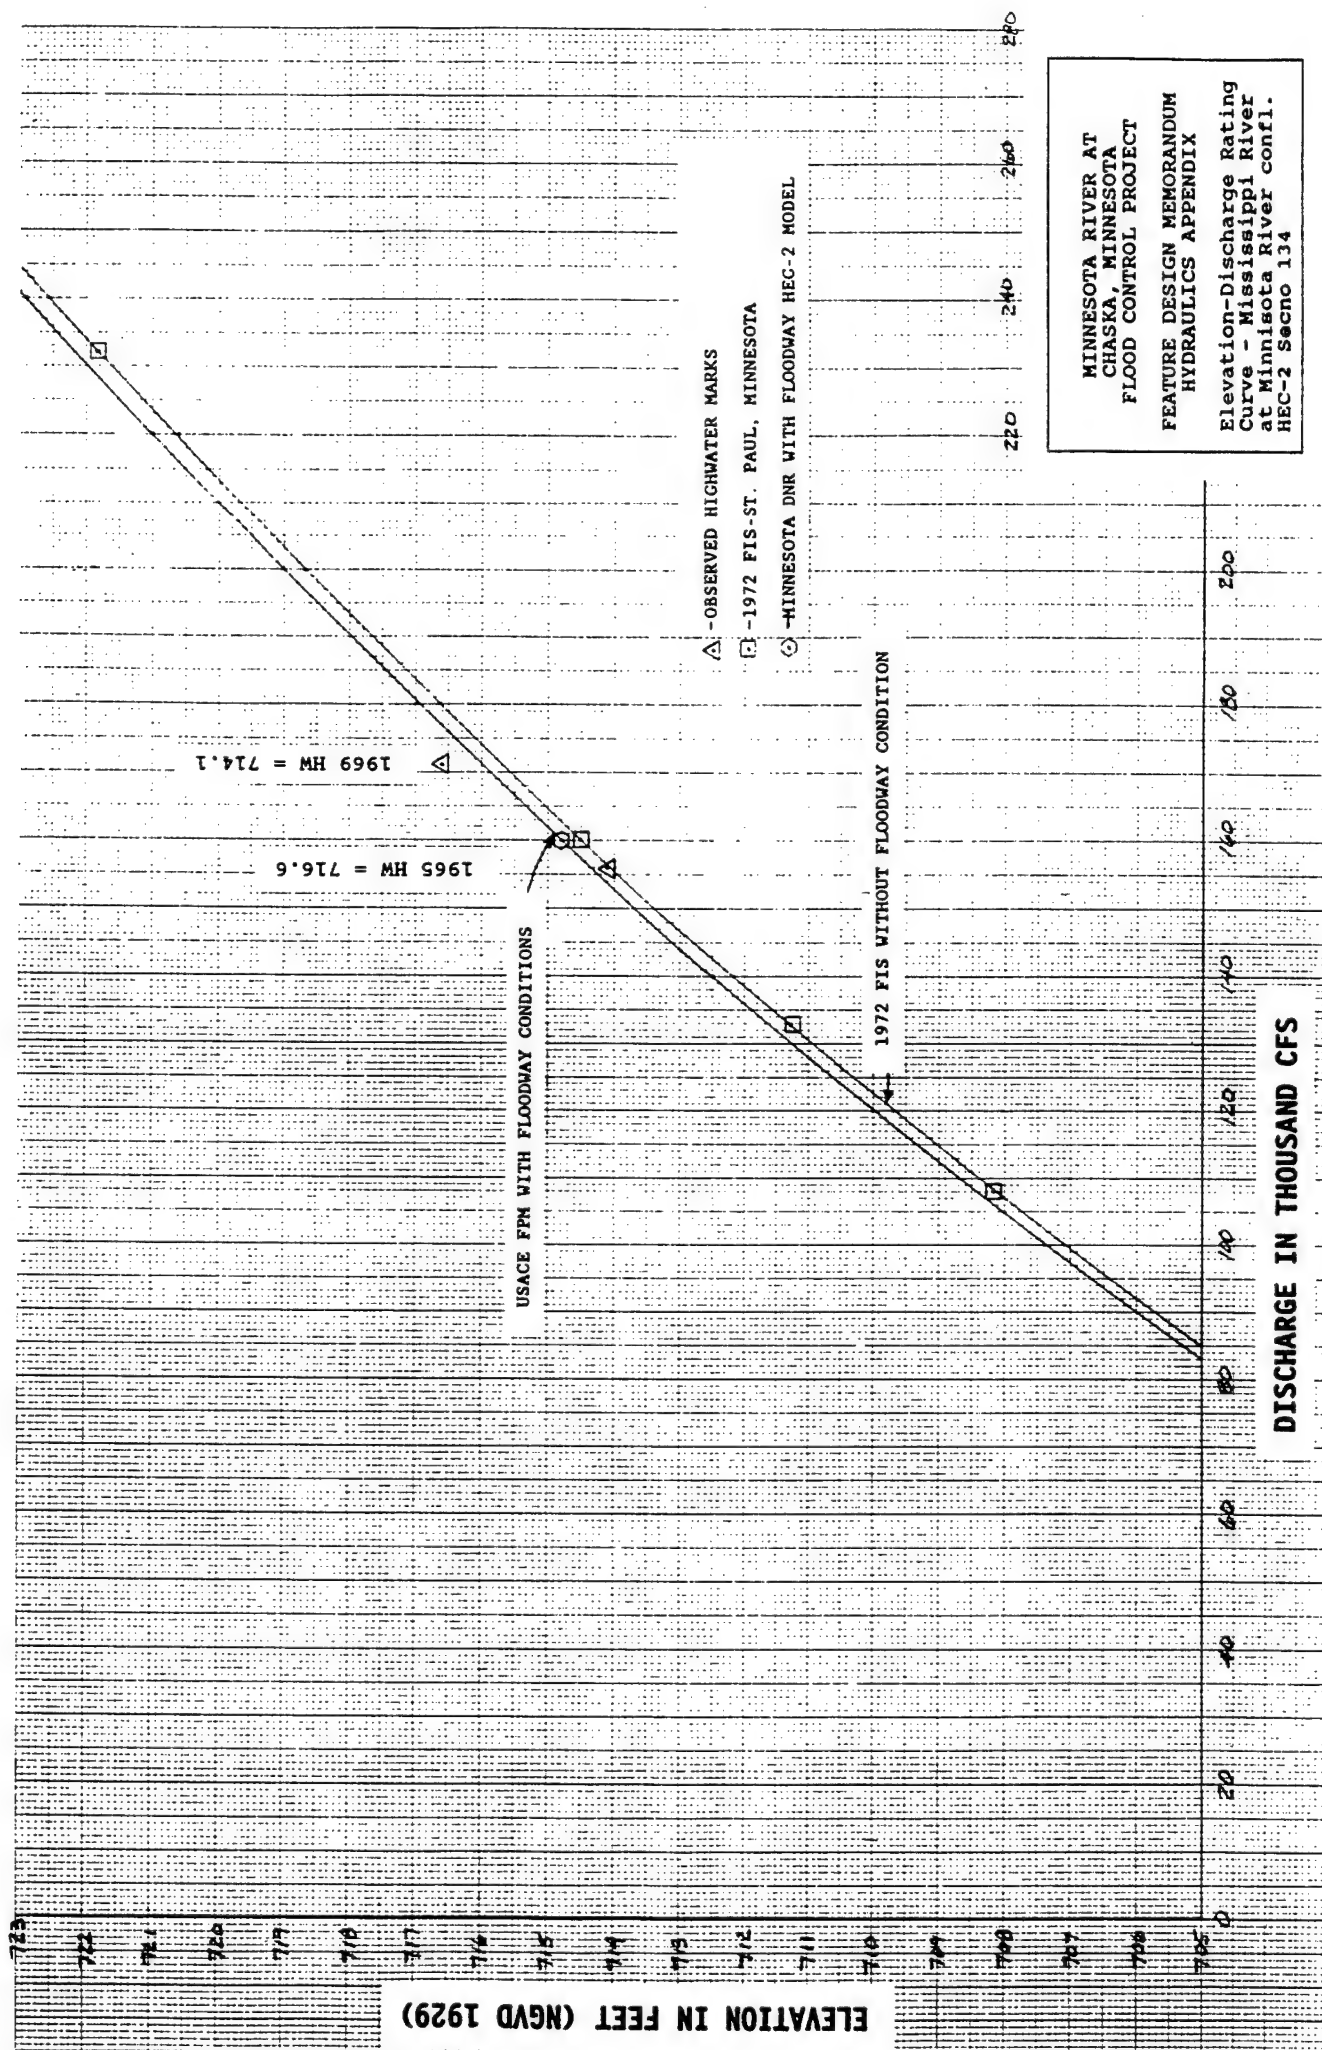 ELEVATION IN FEET (NGVD 1929)
723
722
721
720
719
718
717
716
715
714
713
712
711
710
709
708
707
706
705
0
20
40
60
80
100
120
140
160
180
200
220
240
260
280
DISCHARGE IN THOUSAND CFS
1965 HW = 716.6
1969 HW = 714.1
USACE FPM WITH FLOODWAY CONDITIONS
1972 FIS WITHOUT FLOODWAY CONDITION
-OBSERVED HIGHWATER MARKS
-1972 FIS-ST. PAUL, MINNESOTA
-MINNESOTA DNR WITH FLOODWAY HEC-2 MODEL
MINNESOTA RIVER AT
CHASKA, MINNESOTA
FLOOD CONTROL PROJECT
FEATURE DESIGN MEMORANDUM
HYDRAULICS APPENDIX
Elevation-Discharge Rating
Curve - Mississippi River
at Minnisota River confl.
HEC-2 Secno 134